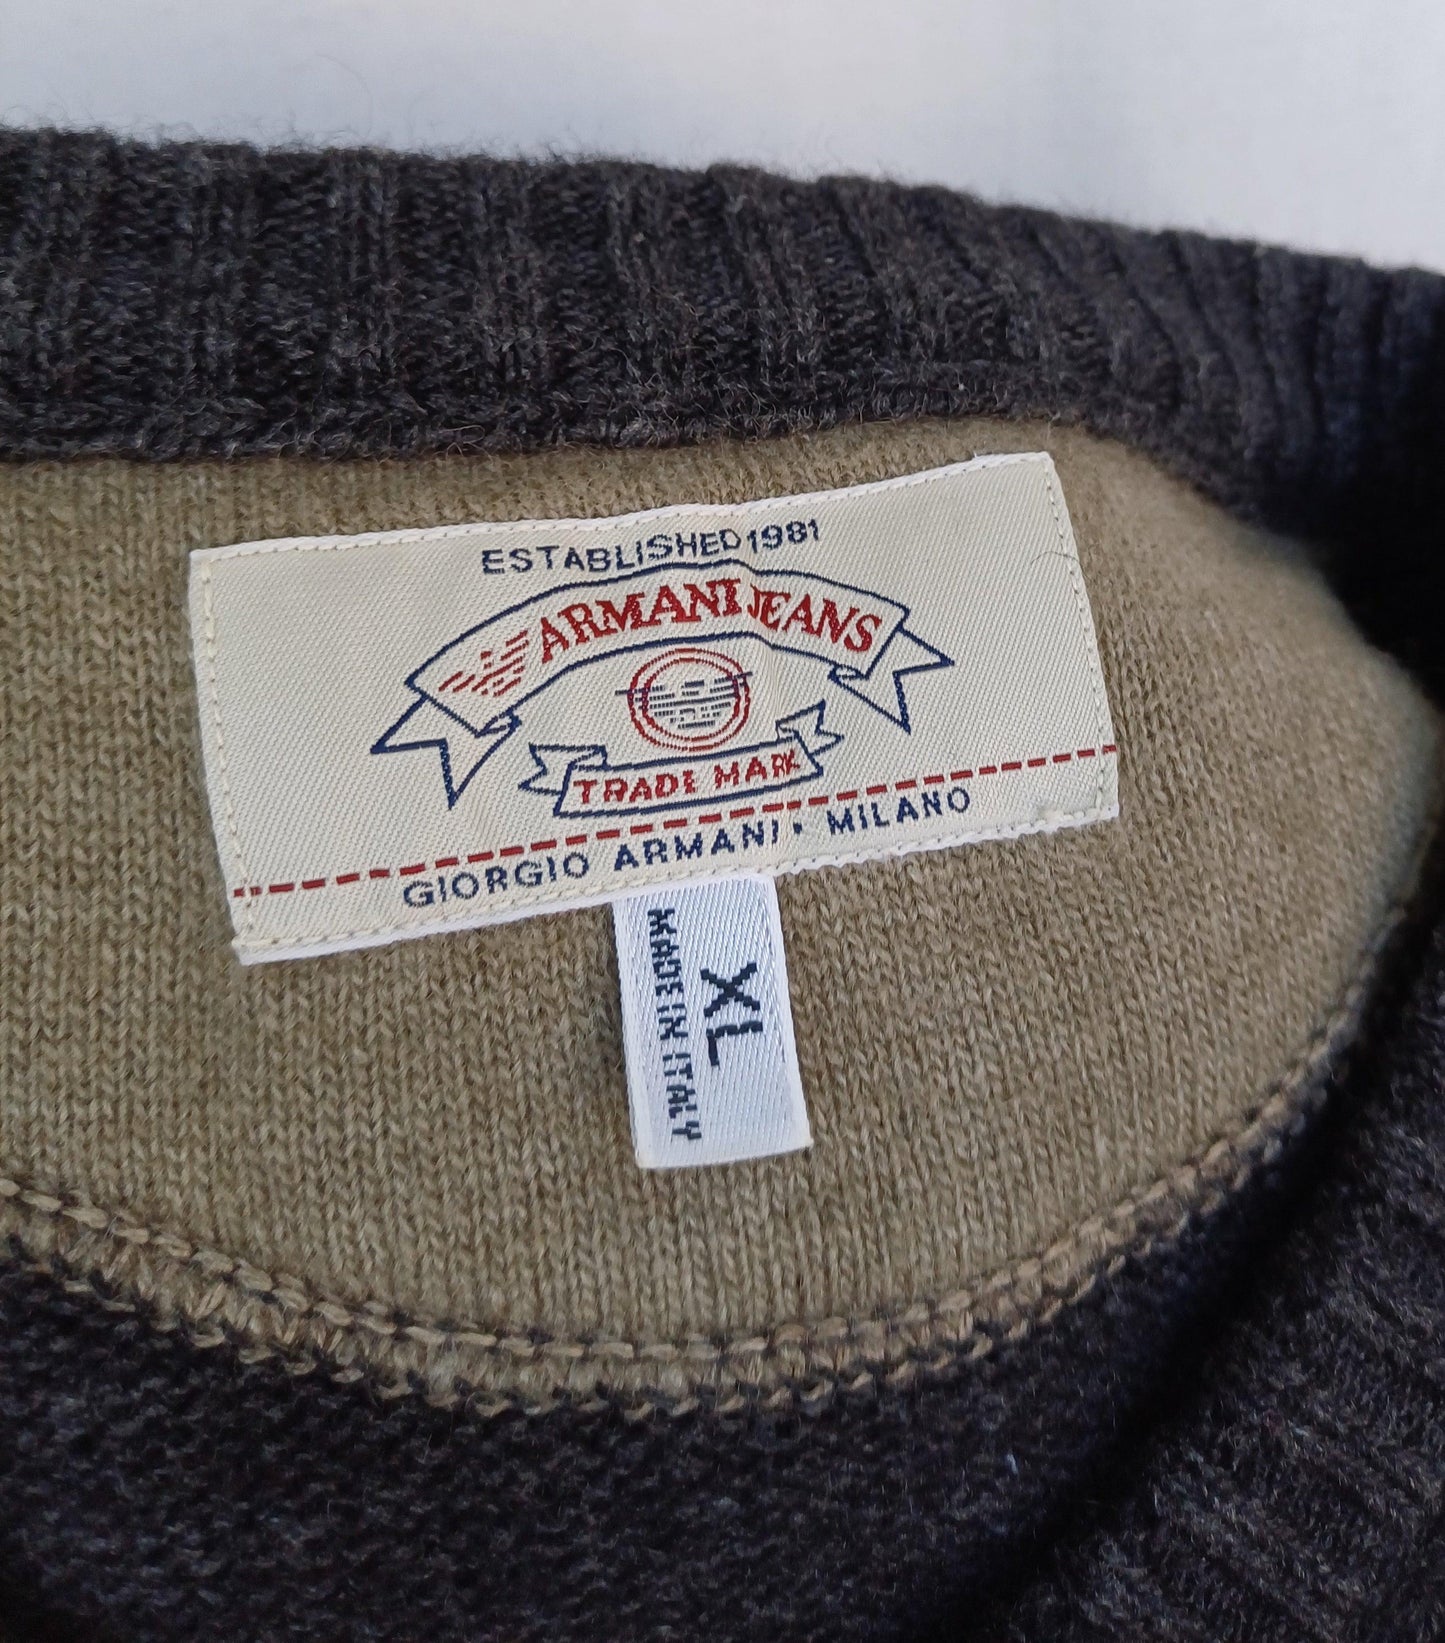 ESTABLISHED 1981
ARMANI JEANS
TRADE MARK
GIORGIO ARMANI • MILANO
XL
MADE IN ITALY